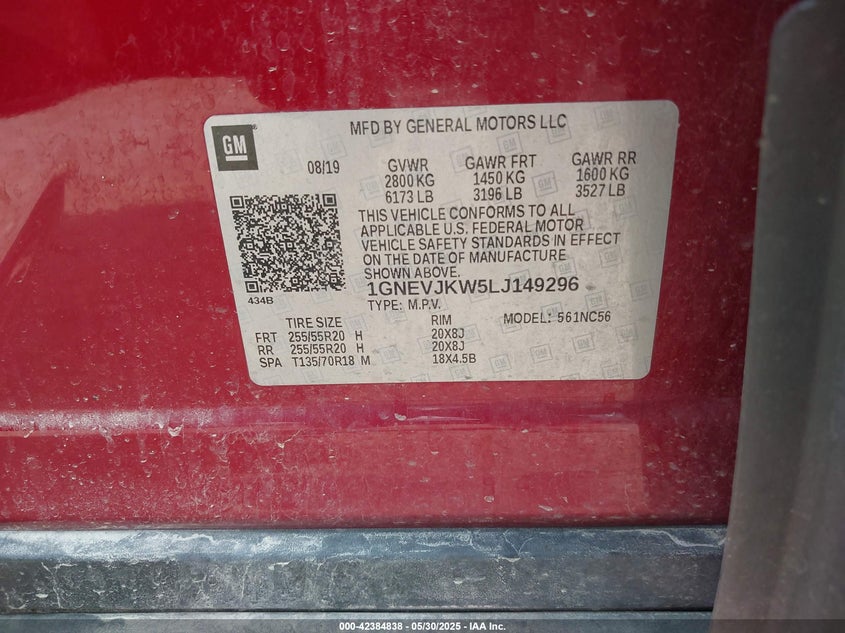 GM
MFD BY GENERAL MOTORS LLC
08/19 GVWR GAWR FRT GAWR RR
2800 KG 1450 KG 1600 KG
6173 LB 3196 LB 3527 LB
THIS VEHICLE CONFORMS TO ALL
APPLICABLE U.S. FEDERAL MOTOR
VEHICLE SAFETY STANDARDS IN EFFECT
ON THE DATE OF MANUFACTURE
SHOWN ABOVE.
434B
1GNEVJKW5LJ149296
TYPE: M.P.V.
TIRE SIZE RIM MODEL: 561NC56
FRT 255/55R20 H 20X8J
RR 255/55R20 H 20X8J
SPA T135/70R18 M 18X4.5B
000-42384838 - 05/30/2025 - IAA Inc.